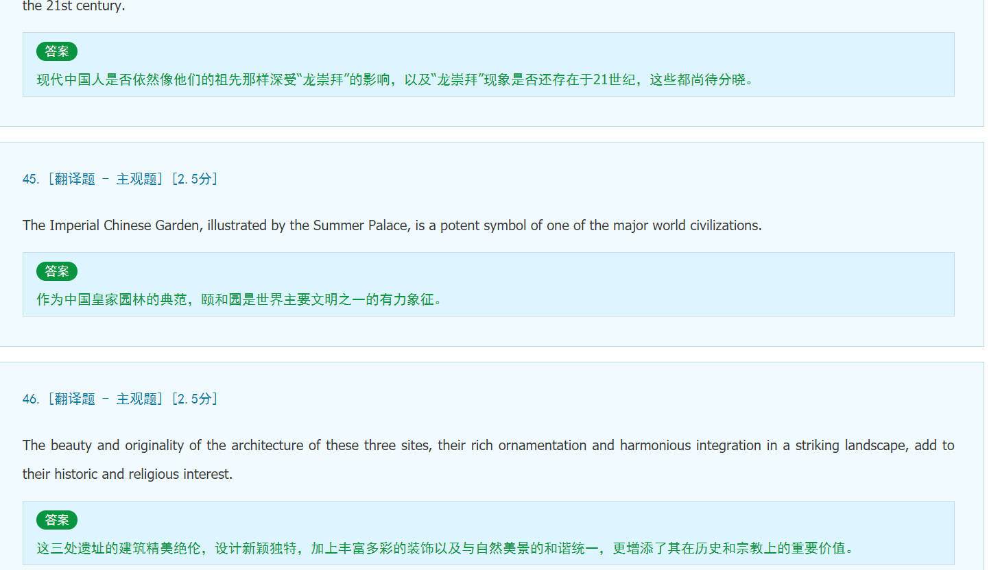 the 21st century.
答案
现代中国人是否依然像他们的祖先那样深受“龙崇拜”的影响，以及“龙崇拜”现象是否还存在于21世纪，这些都尚待分晓。
45. [翻译题 - 主观题] [2.5分]
The Imperial Chinese Garden, illustrated by the Summer Palace, is a potent symbol of one of the major world civilizations.
答案
作为中国皇家园林的典范，颐和园是世界主要文明之一的有力象征。
46. [翻译题 - 主观题] [2.5分]
The beauty and originality of the architecture of these three sites, their rich ornamentation and harmonious integration in a striking landscape, add to
their historic and religious interest.
答案
这三处遗址的建筑精美绝伦，设计新颖独特，加上丰富多彩的装饰以及与自然美景的和谐统一，更增添了其在历史和宗教上的重要价值。